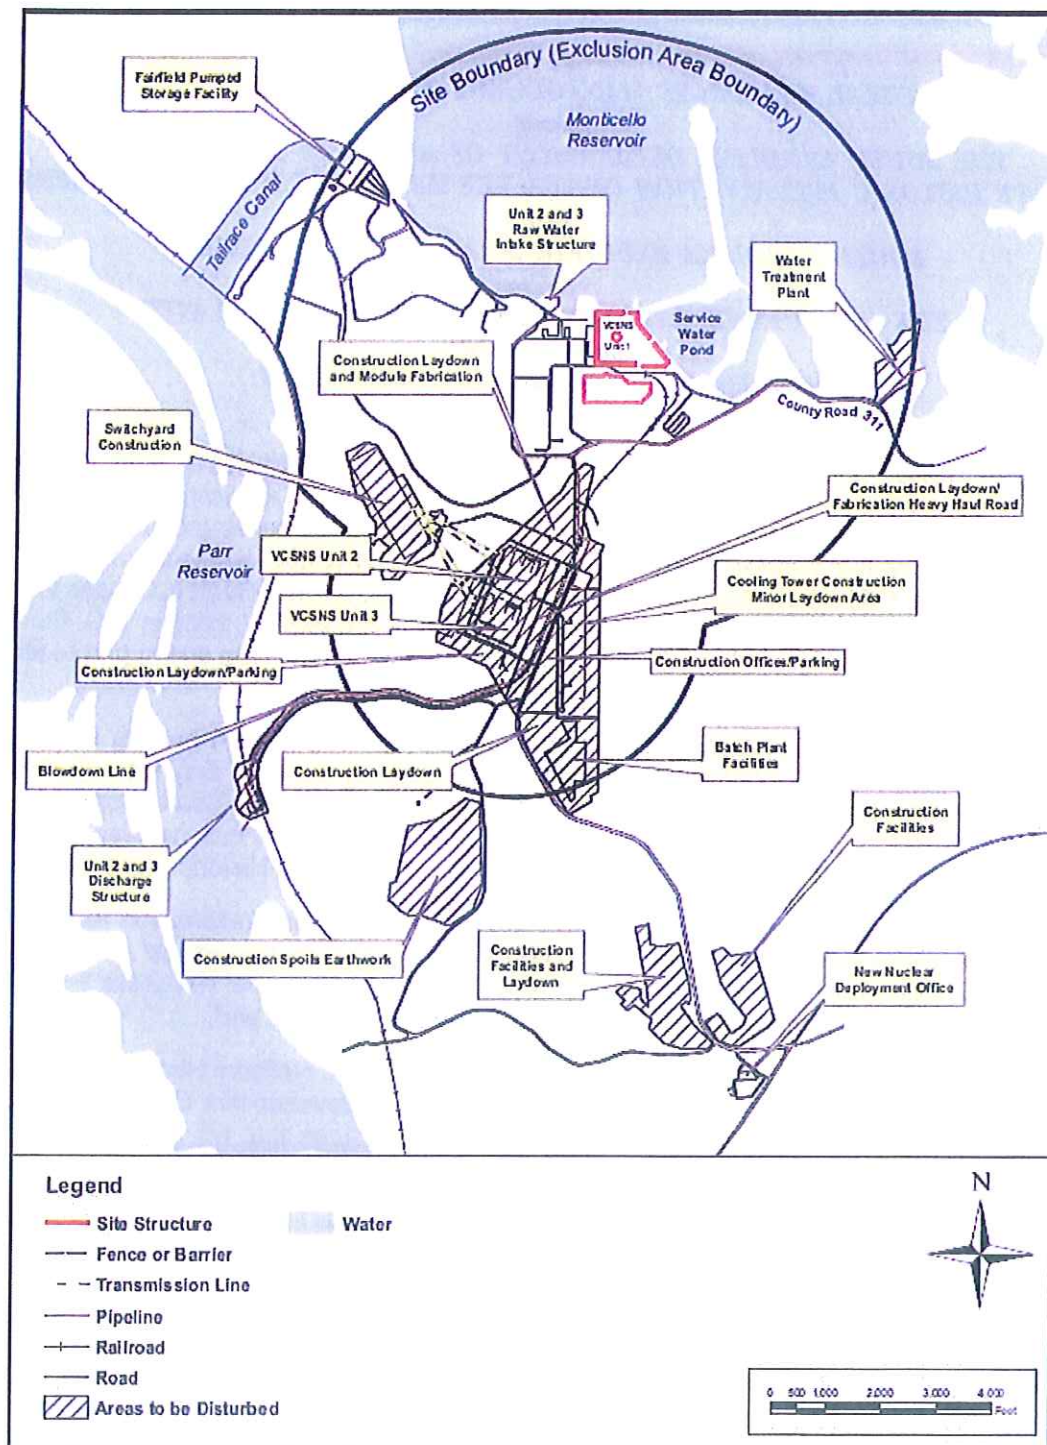 Site Boundary (Exclusion Area Boundary)
Fairfield Pumped
Storage Facility
Monticello
Reservoir
Tailrace Canal
Unit 2 and 3
Raw Water
Intake Structure
Water
Treatment
Plant
VCSNS
Unit 1
Service
Water
Pond
Construction Laydown
and Module Fabrication
County Road 311
Switchyard
Construction
Construction Laydown/
Fabrication Heavy Haul Road
Parr
Reservoir
VCSNS Unit 2
Cooling Tower Construction
Minor Laydown Area
VCSNS Unit 3
Construction Laydown/Parking
Construction Offices/Parking
Blowdown Line
Construction Laydown
Batch Plant
Facilities
Construction
Facilities
Unit 2 and 3
Discharge
Structure
Construction Spoils Earthwork
Construction
Facilities and
Laydown
New Nuclear
Deployment Office
Legend
Site Structure
Water
Fence or Barrier
Transmission Line
Pipeline
Railroad
Road
Areas to be Disturbed
N
0 500 1,000 2,000 3,000 4,000
Feet